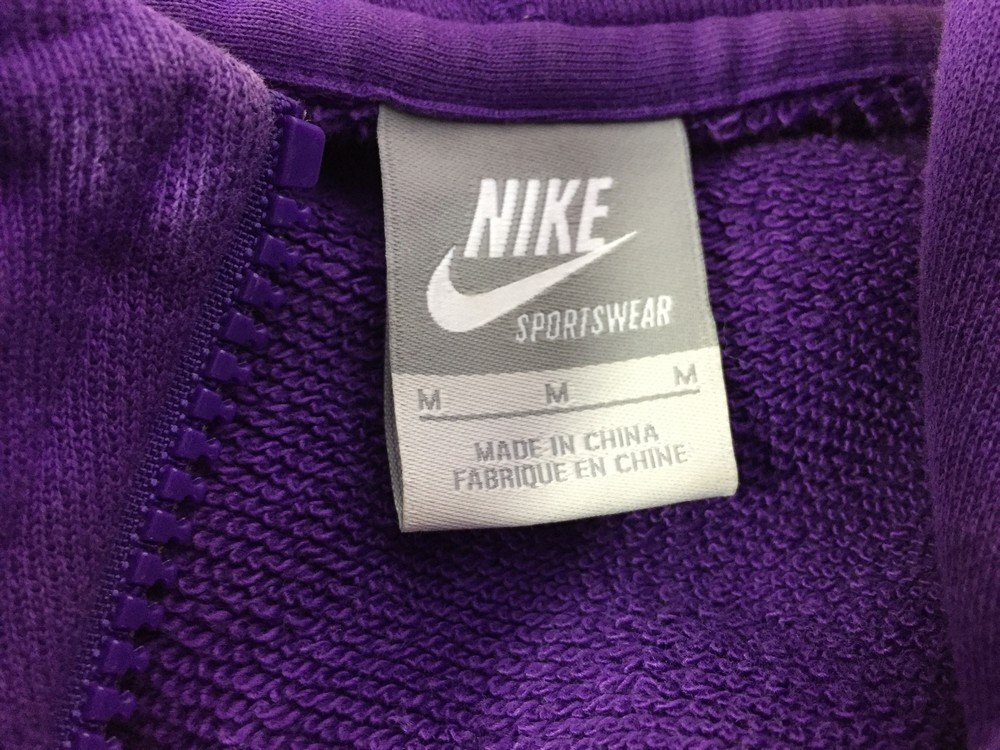 NIKE
SPORTSWEAR
M M M
MADE IN CHINA
FABRIQUE EN CHINE